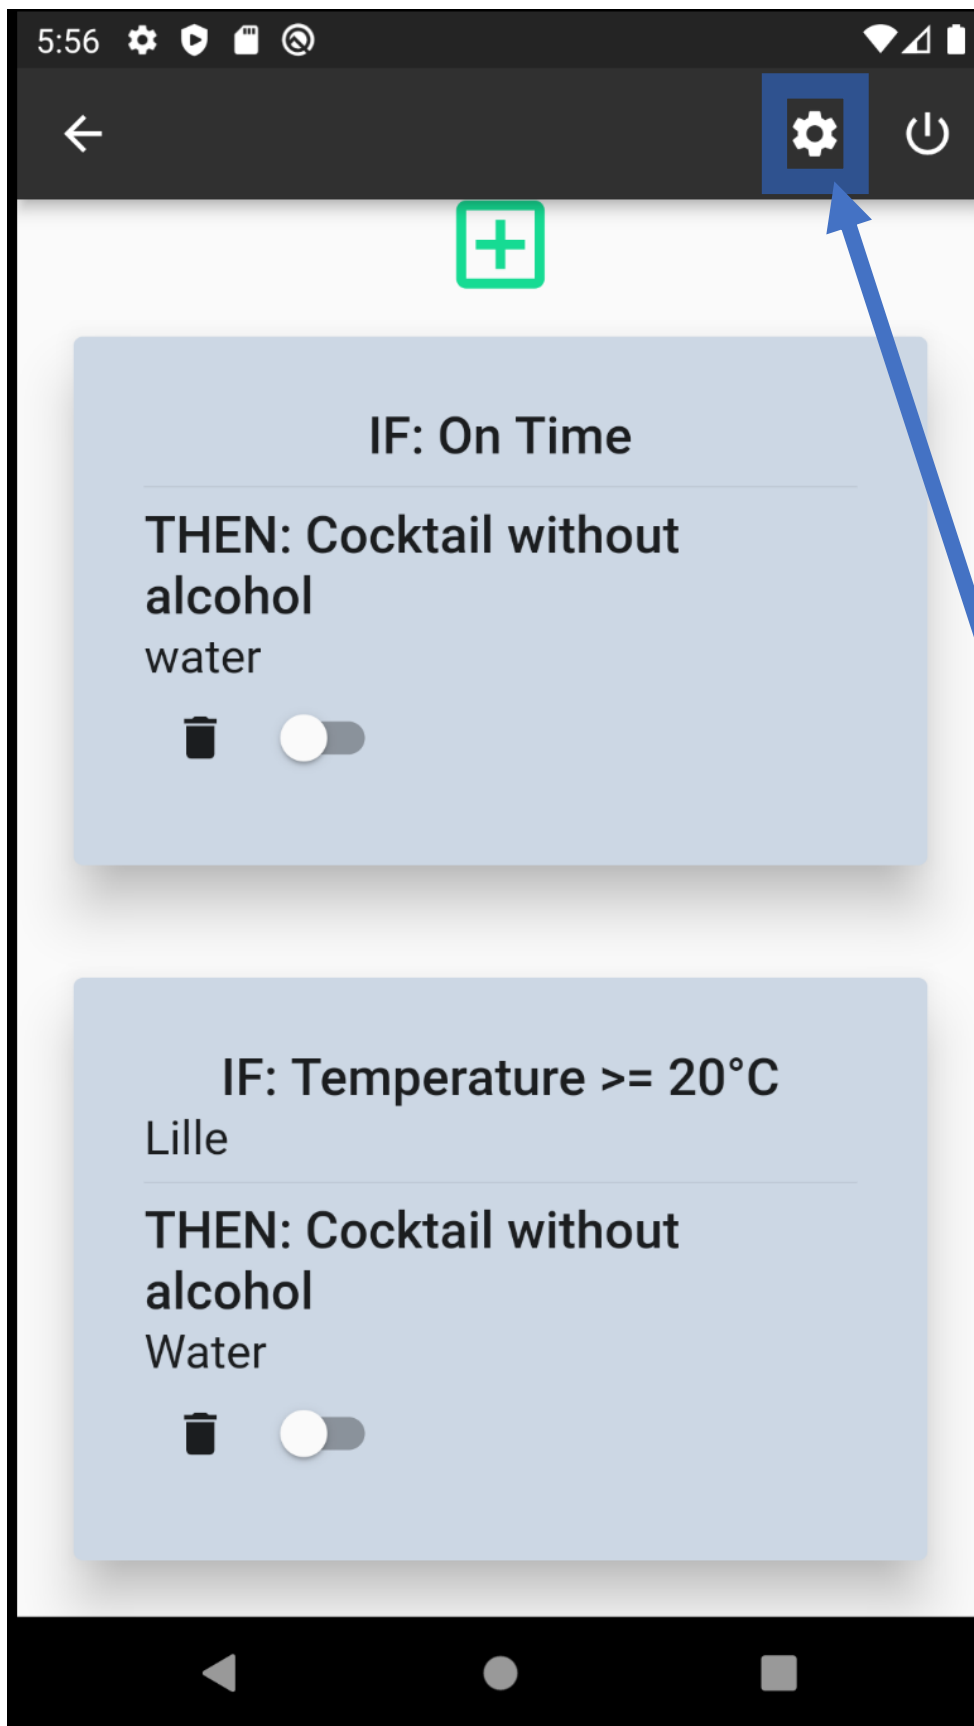 5:56
IF: On Time
THEN: Cocktail without
alcohol
water
IF: Temperature >= 20°C
Lille
THEN: Cocktail without
alcohol
Water